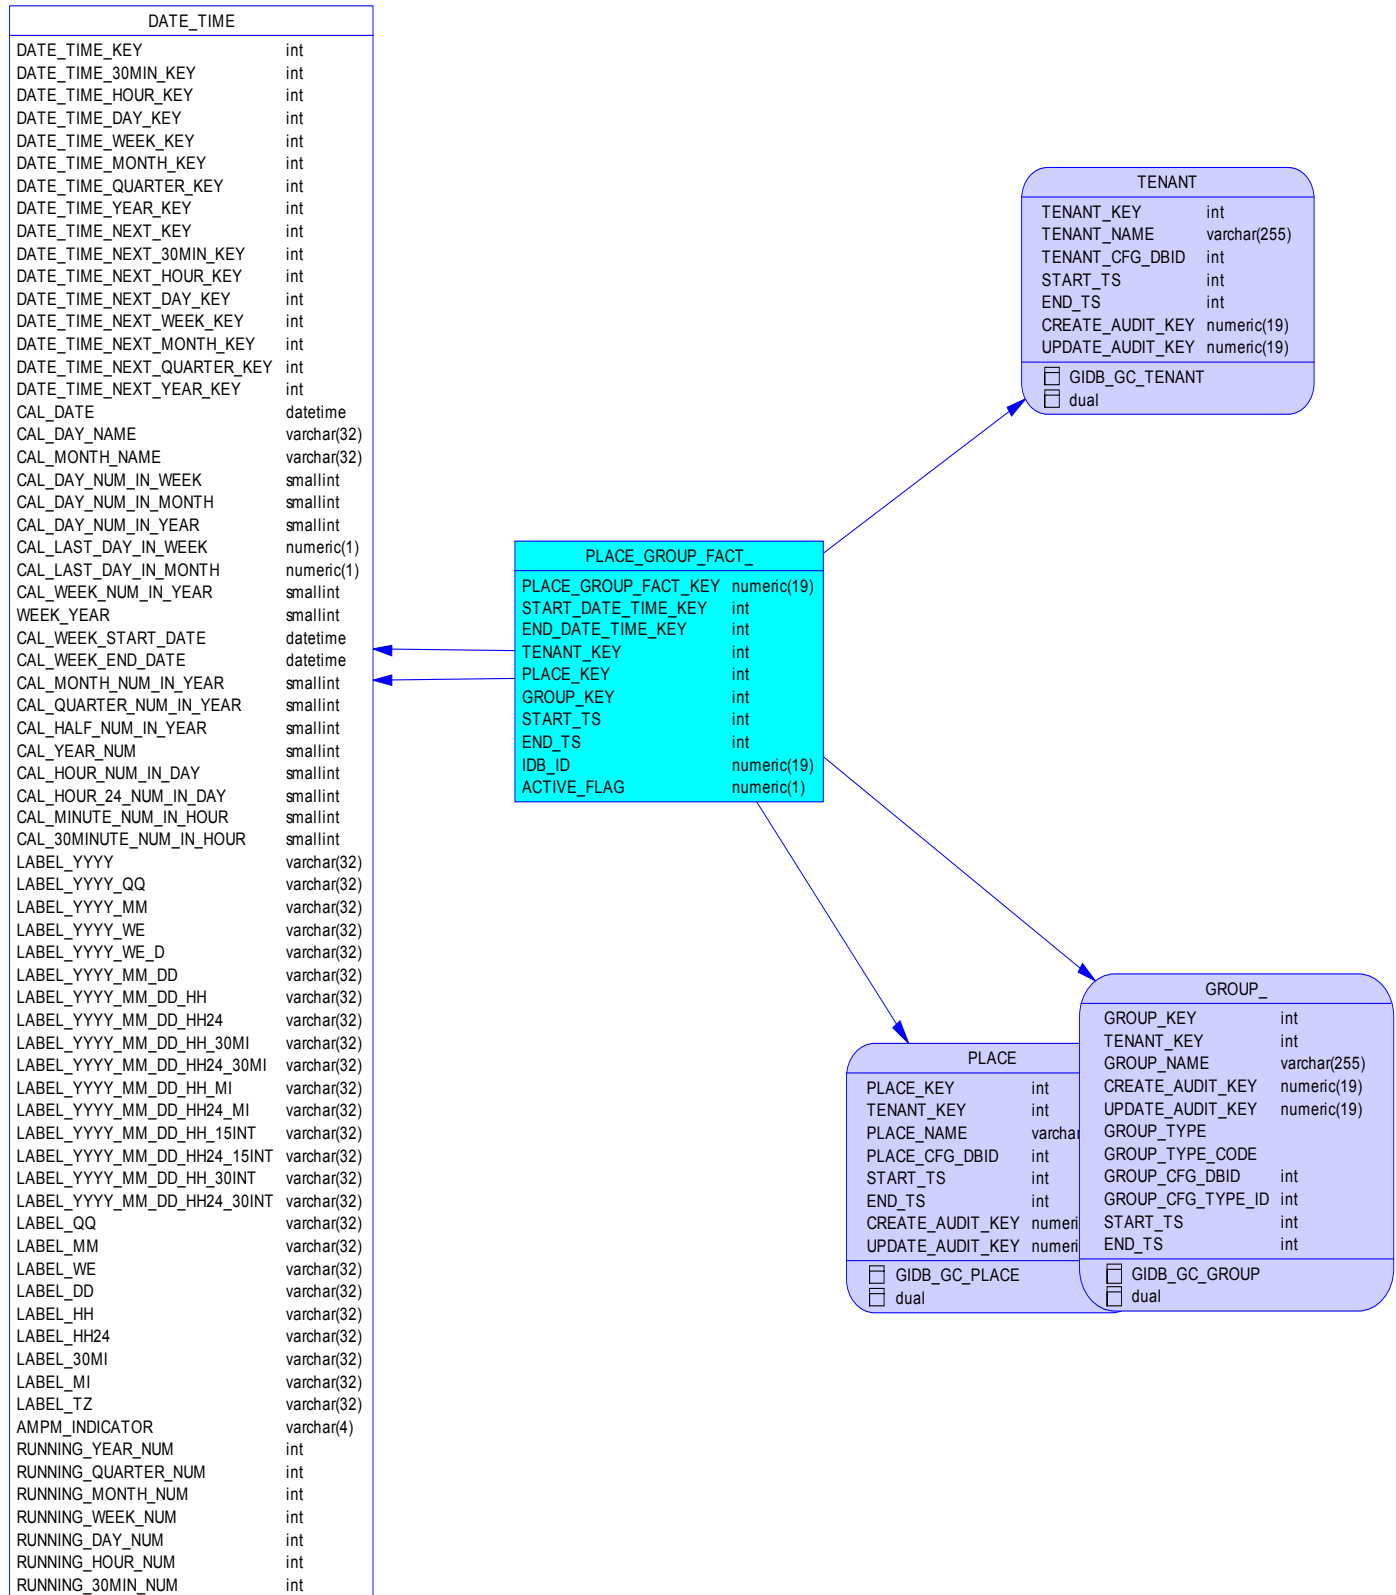 DATE_TIME
DATE_TIME_KEY int
DATE_TIME_30MIN_KEY int
DATE_TIME_HOUR_KEY int
DATE_TIME_DAY_KEY int
DATE_TIME_WEEK_KEY int
DATE_TIME_MONTH_KEY int
DATE_TIME_QUARTER_KEY int
DATE_TIME_YEAR_KEY int
DATE_TIME_NEXT_KEY int
DATE_TIME_NEXT_30MIN_KEY int
DATE_TIME_NEXT_HOUR_KEY int
DATE_TIME_NEXT_DAY_KEY int
DATE_TIME_NEXT_WEEK_KEY int
DATE_TIME_NEXT_MONTH_KEY int
DATE_TIME_NEXT_QUARTER_KEY int
DATE_TIME_NEXT_YEAR_KEY int
CAL_DATE datetime
CAL_DAY_NAME varchar(32)
CAL_MONTH_NAME varchar(32)
CAL_DAY_NUM_IN_WEEK smallint
CAL_DAY_NUM_IN_MONTH smallint
CAL_DAY_NUM_IN_YEAR smallint
CAL_LAST_DAY_IN_WEEK numeric(1)
CAL_LAST_DAY_IN_MONTH numeric(1)
CAL_WEEK_NUM_IN_YEAR smallint
WEEK_YEAR smallint
CAL_WEEK_START_DATE datetime
CAL_WEEK_END_DATE datetime
CAL_MONTH_NUM_IN_YEAR smallint
CAL_QUARTER_NUM_IN_YEAR smallint
CAL_HALF_NUM_IN_YEAR smallint
CAL_YEAR_NUM smallint
CAL_HOUR_NUM_IN_DAY smallint
CAL_HOUR_24_NUM_IN_DAY smallint
CAL_MINUTE_NUM_IN_HOUR smallint
CAL_30MINUTE_NUM_IN_HOUR smallint
LABEL_YYYY varchar(32)
LABEL_YYYY_QQ varchar(32)
LABEL_YYYY_MM varchar(32)
LABEL_YYYY_WE varchar(32)
LABEL_YYYY_WE_D varchar(32)
LABEL_YYYY_MM_DD varchar(32)
LABEL_YYYY_MM_DD_HH varchar(32)
LABEL_YYYY_MM_DD_HH24 varchar(32)
LABEL_YYYY_MM_DD_HH_30MI varchar(32)
LABEL_YYYY_MM_DD_HH24_30MI varchar(32)
LABEL_YYYY_MM_DD_HH_MI varchar(32)
LABEL_YYYY_MM_DD_HH24_MI varchar(32)
LABEL_YYYY_MM_DD_HH_15INT varchar(32)
LABEL_YYYY_MM_DD_HH24_15INT varchar(32)
LABEL_YYYY_MM_DD_HH_30INT varchar(32)
LABEL_YYYY_MM_DD_HH24_30INT varchar(32)
LABEL_QQ varchar(32)
LABEL_MM varchar(32)
LABEL_WE varchar(32)
LABEL_DD varchar(32)
LABEL_HH varchar(32)
LABEL_HH24 varchar(32)
LABEL_30MI varchar(32)
LABEL_MI varchar(32)
LABEL_TZ varchar(32)
AMPM_INDICATOR varchar(4)
RUNNING_YEAR_NUM int
RUNNING_QUARTER_NUM int
RUNNING_MONTH_NUM int
RUNNING_WEEK_NUM int
RUNNING_DAY_NUM int
RUNNING_HOUR_NUM int
RUNNING_30MIN_NUM int
TENANT
TENANT_KEY int
TENANT_NAME varchar(255)
TENANT_CFG_DBID int
START_TS int
END_TS int
CREATE_AUDIT_KEY numeric(19)
UPDATE_AUDIT_KEY numeric(19)
GIDB_GC_TENANT
dual
PLACE_GROUP_FACT_
PLACE_GROUP_FACT_KEY numeric(19)
START_DATE_TIME_KEY int
END_DATE_TIME_KEY int
TENANT_KEY int
PLACE_KEY int
GROUP_KEY int
START_TS int
END_TS int
IDB_ID numeric(19)
ACTIVE_FLAG numeric(1)
PLACE
PLACE_KEY int
TENANT_KEY int
PLACE_NAME varchar
PLACE_CFG_DBID int
START_TS int
END_TS int
CREATE_AUDIT_KEY numeri
UPDATE_AUDIT_KEY numeri
GIDB_GC_PLACE
dual
GROUP_
GROUP_KEY int
TENANT_KEY int
GROUP_NAME varchar(255)
CREATE_AUDIT_KEY numeric(19)
UPDATE_AUDIT_KEY numeric(19)
GROUP_TYPE
GROUP_TYPE_CODE
GROUP_CFG_DBID int
GROUP_CFG_TYPE_ID int
START_TS int
END_TS int
GIDB_GC_GROUP
dual